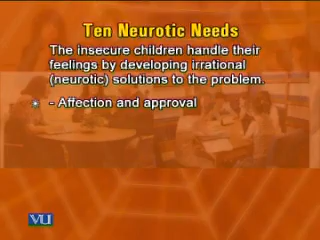 Ten Neurotic Needs
The insecure children handle their
feelings by developing irrational
(neurotic) solutions to the problem.
- Affection and approval
VU